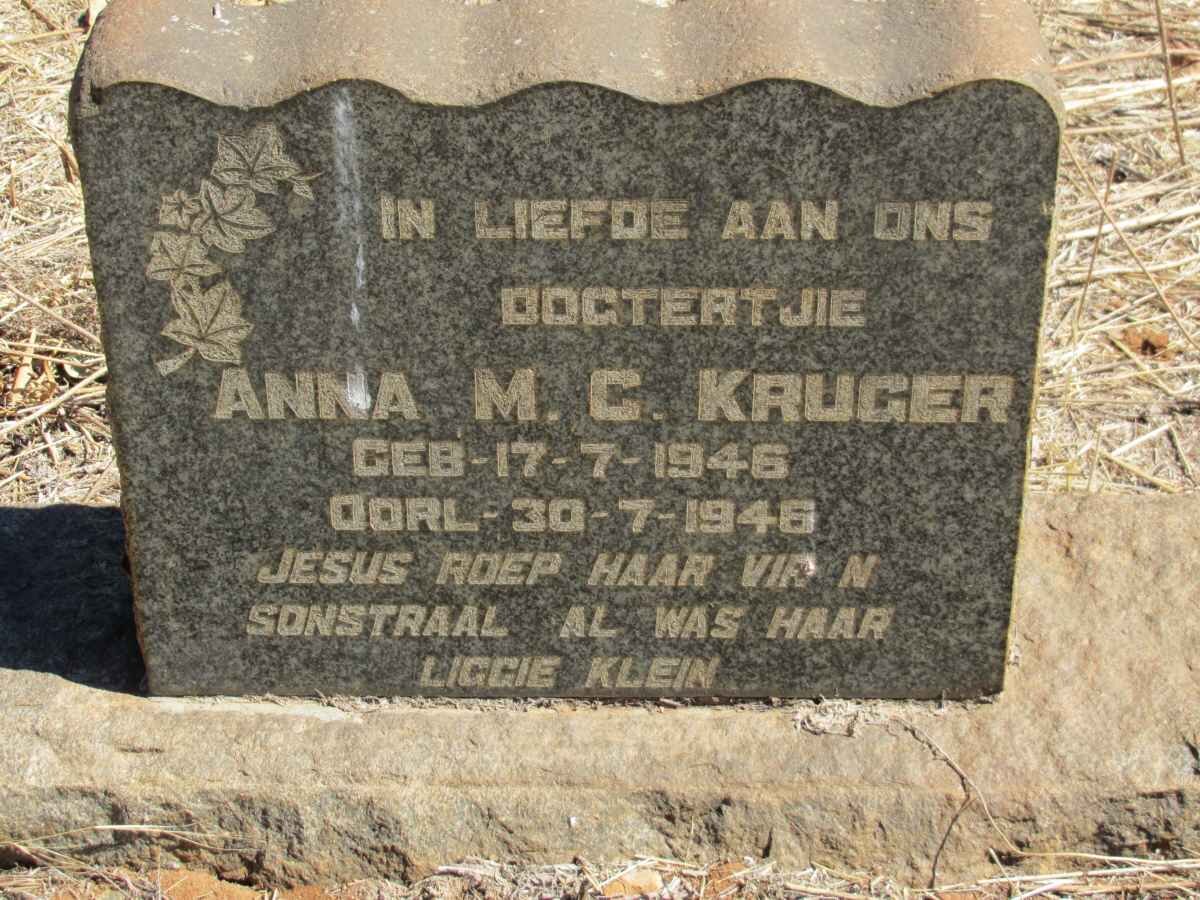 IN LIEFDE AAN ONS
DOGTERTJIE
ANNA M. C. KRUGER
GEB-17-7-1946
OORL-30-7-1946
JESUS ROEP HAAR VIR N
SONSTRAAL AL WAS HAAR
LIGGIE KLEIN